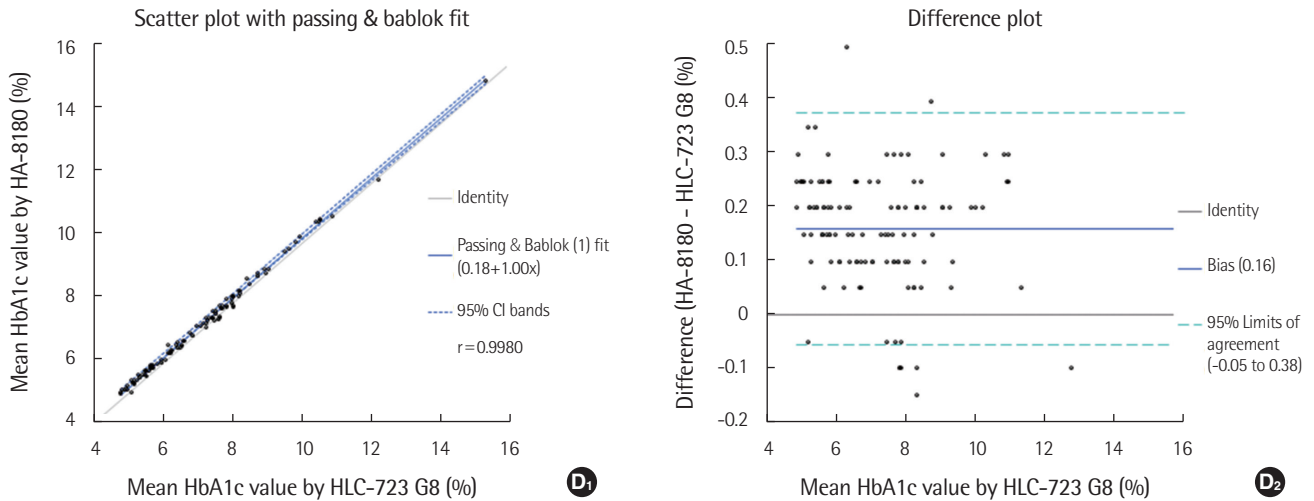 Scatter plot with passing & bablok fit
Mean HbA1c value by HA-8180 (%)
16
14
12
10
8
6
4
4
6
8
10
12
14
16
Identity
Passing & Bablok (1) fit
(0.18+1.00x)
95% CI bands
r=0.9980
Mean HbA1c value by HLC-723 G8 (%)
D1
Difference plot
Difference (HA-8180 - HLC-723 G8 (%)
0.5
0.4
0.3
0.2
0.1
0
-0.1
-0.2
4
6
8
10
12
14
16
Identity
Bias (0.16)
95% Limits of
agreement
(-0.05 to 0.38)
Mean HbA1c value by HLC-723 G8 (%)
D2